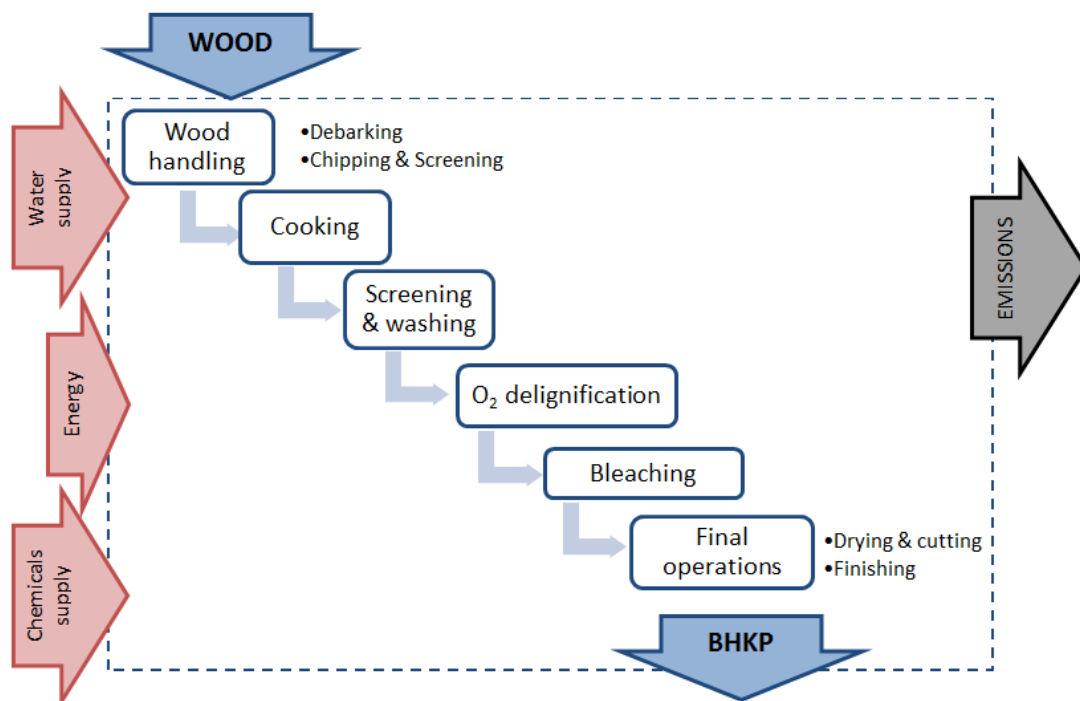 WOOD
Water
supply
Energy
Chemicals
supply
Wood
handling
•Debarking
•Chipping & Screening
Cooking
Screening
& washing
O₂ delignification
Bleaching
Final
operations
•Drying & cutting
•Finishing
BHKP
EMISSIONS